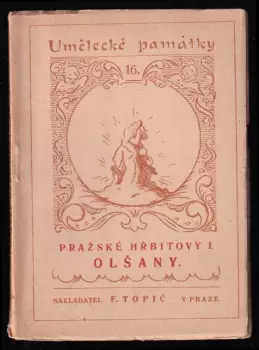 Umělecké památky
16.
PRAŽSKÉ HŘBITOVY I.
OLŠANY.
NAKLADATEL F. TOPIČ V PRAZE.